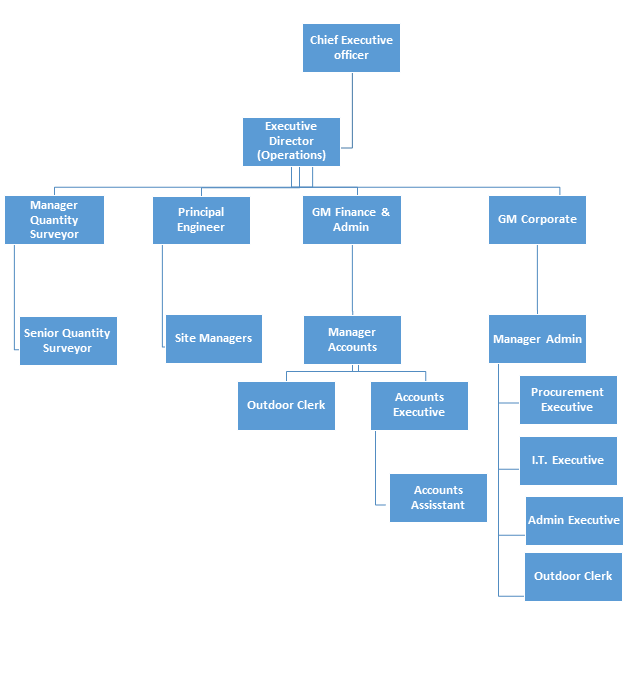 Chief Executive
officer
Executive
Director
(Operations)
Manager
Quantity
Surveyor
Principal
Engineer
GM Finance &
Admin
GM Corporate
Senior Quantity
Surveyor
Site Managers
Manager
Accounts
Manager Admin
Outdoor Clerk
Accounts
Executive
Procurement
Executive
I.T. Executive
Accounts
Assisstant
Admin Executive
Outdoor Clerk